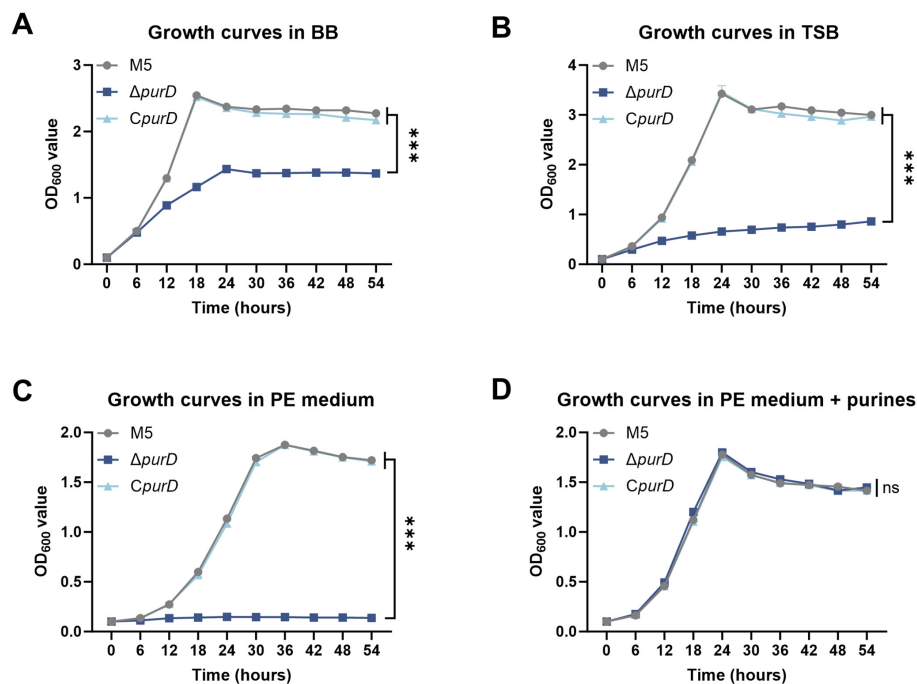 A
Growth curves in BB
M5
ΔpurD
CpurD
OD600 value
3
2
1
0
0 6 12 18 24 30 36 42 48 54
Time (hours)
***
B
Growth curves in TSB
M5
ΔpurD
CpurD
OD600 value
4
3
2
1
0
0 6 12 18 24 30 36 42 48 54
Time (hours)
***
C
Growth curves in PE medium
M5
ΔpurD
CpurD
OD600 value
2.0
1.5
1.0
0.5
0.0
0 6 12 18 24 30 36 42 48 54
Time (hours)
***
D
Growth curves in PE medium + purines
M5
ΔpurD
CpurD
OD600 value
2.0
1.5
1.0
0.5
0.0
0 6 12 18 24 30 36 42 48 54
Time (hours)
ns